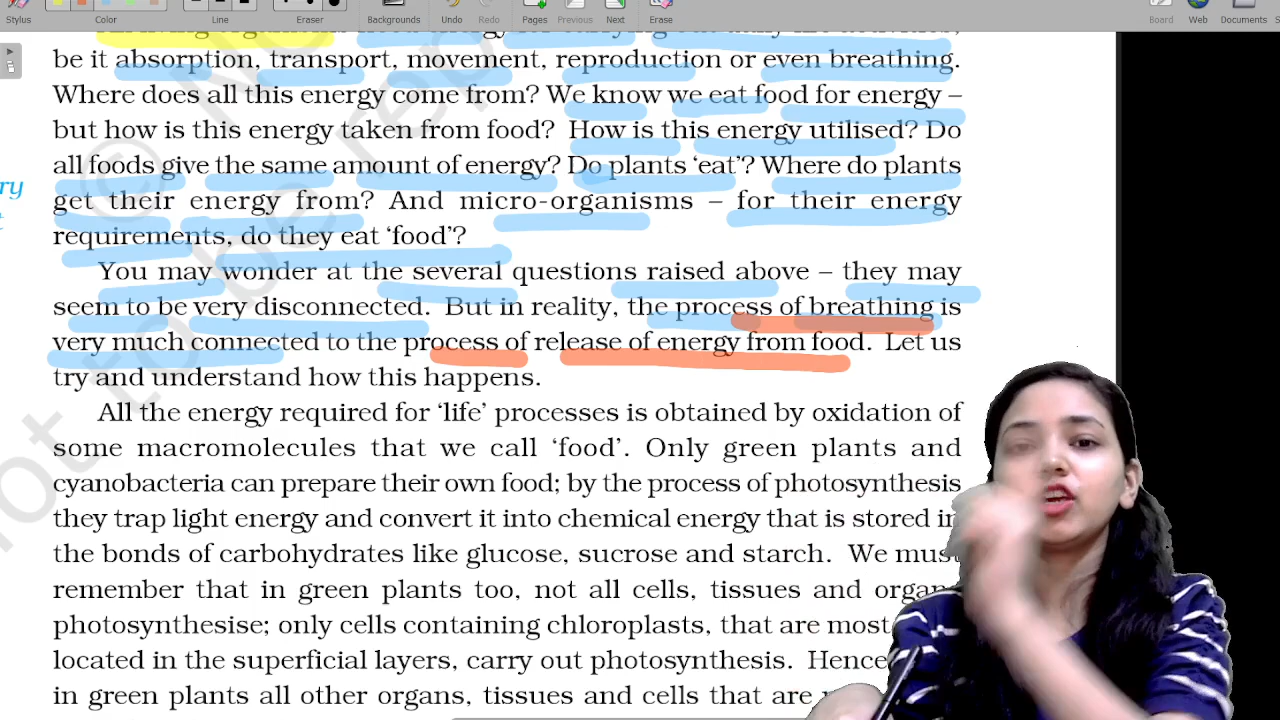 Stylus Color Line Eraser Backgrounds Undo Redo Pages Previous Next Erase Board Web Documents
be it absorption, transport, movement, reproduction or even breathing.
Where does all this energy come from? We know we eat food for energy –
but how is this energy taken from food? How is this energy utilised? Do
all foods give the same amount of energy? Do plants ‘eat’? Where do plants
get their energy from? And micro-organisms – for their energy
requirements, do they eat ‘food’?
You may wonder at the several questions raised above – they may
seem to be very disconnected. But in reality, the process of breathing is
very much connected to the process of release of energy from food. Let us
try and understand how this happens.
All the energy required for ‘life’ processes is obtained by oxidation of
some macromolecules that we call ‘food’. Only green plants and
cyanobacteria can prepare their own food; by the process of photosynthesis
they trap light energy and convert it into chemical energy that is stored in
the bonds of carbohydrates like glucose, sucrose and starch. We must
remember that in green plants too, not all cells, tissues and organs
photosynthesise; only cells containing chloroplasts, that are most
located in the superficial layers, carry out photosynthesis. Hence
in green plants all other organs, tissues and cells that are